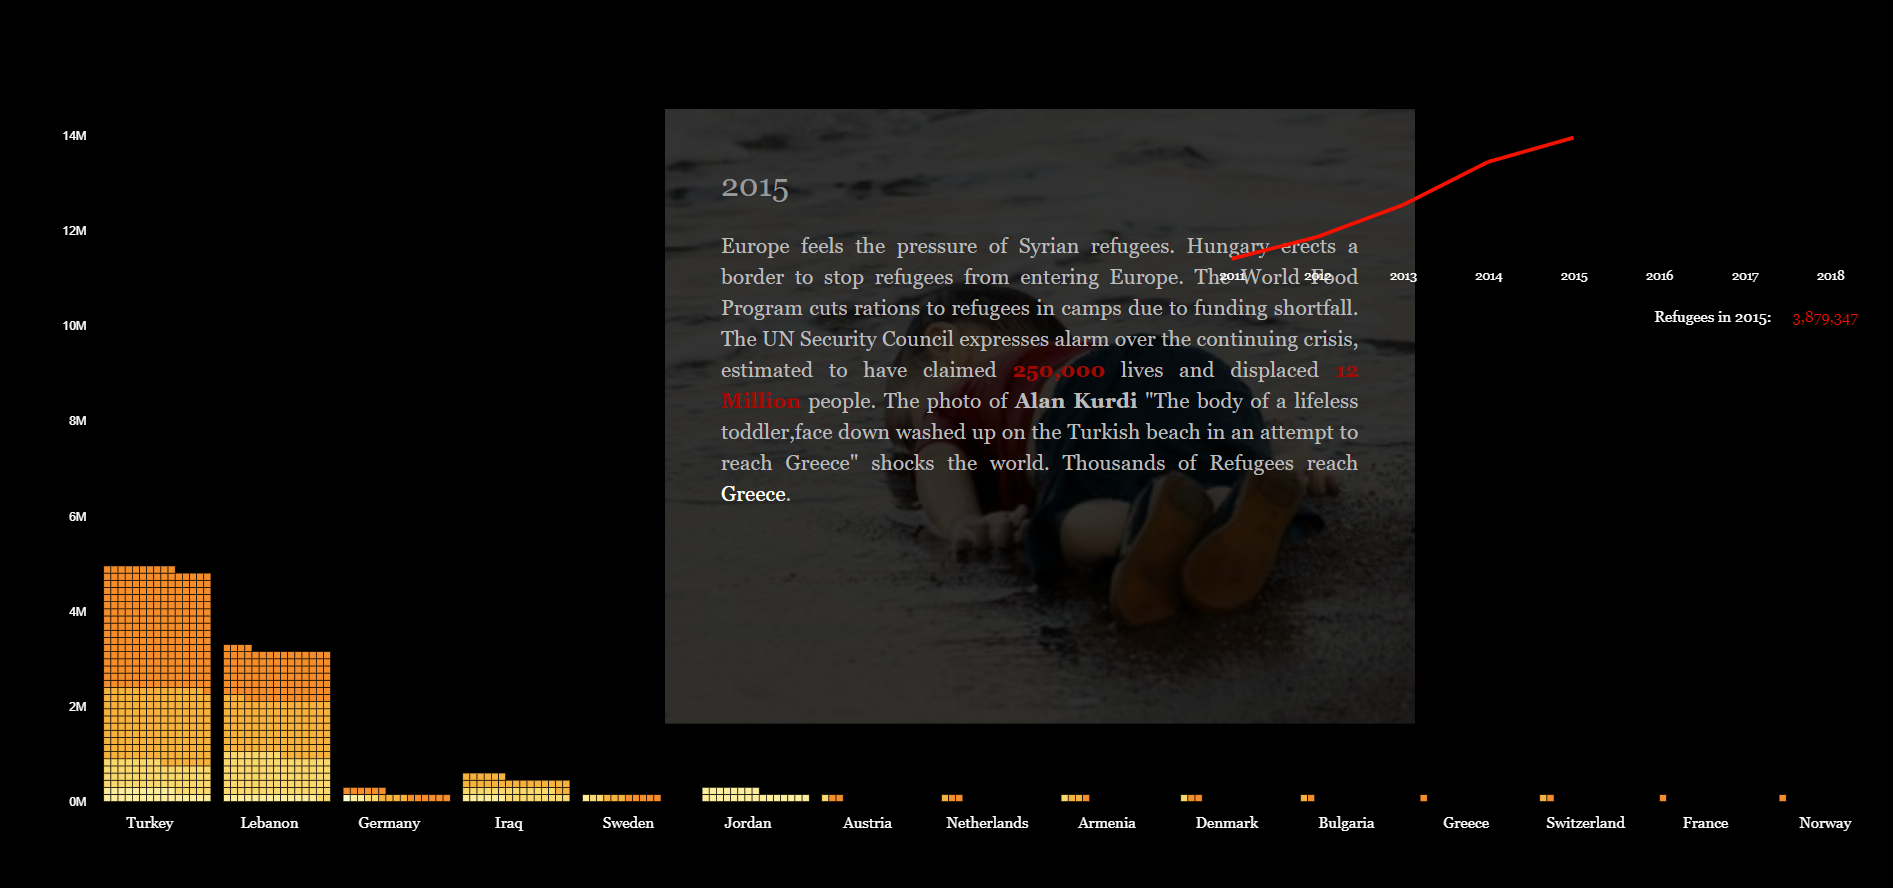 14M
12M
10M
8M
6M
4M
2M
0M
2015
Europe feels the pressure of Syrian refugees. Hungary erects a
border to stop refugees from entering Europe. The World Food
Program cuts rations to refugees in camps due to funding shortfall.
The UN Security Council expresses alarm over the continuing crisis,
estimated to have claimed 250,000 lives and displaced 12
Million people. The photo of Alan Kurdi "The body of a lifeless
toddler,face down washed up on the Turkish beach in an attempt to
reach Greece" shocks the world. Thousands of Refugees reach
Greece.
2011 2012 2013 2014 2015 2016 2017 2018
Refugees in 2015: 3,879,347
Turkey Lebanon Germany Iraq Sweden Jordan Austria Netherlands Armenia Denmark Bulgaria Greece Switzerland France Norway